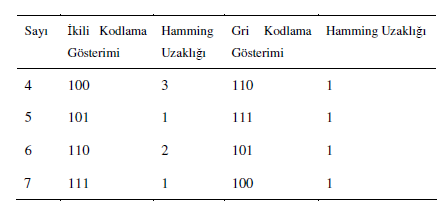 Sayı İkili Kodlama Hamming Gri Kodlama Hamming Uzaklığı
Gösterimi Uzaklığı Gösterimi
4 100 3 110 1
5 101 1 111 1
6 110 2 101 1
7 111 1 100 1